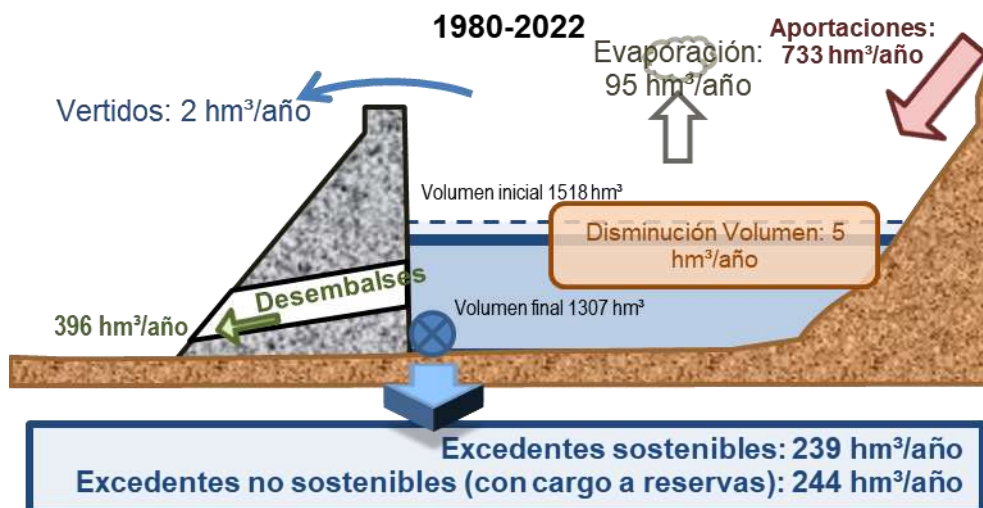 1980-2022
Aportaciones:
733 hm³/año
Evaporación:
95 hm³/año
Vertidos: 2 hm³/año
Volumen inicial 1518 hm³
Disminución Volumen: 5
hm³/año
Desembalses
Volumen final 1307 hm³
396 hm³/año
Excedentes sostenibles: 239 hm³/año
Excedentes no sostenibles (con cargo a reservas): 244 hm³/año